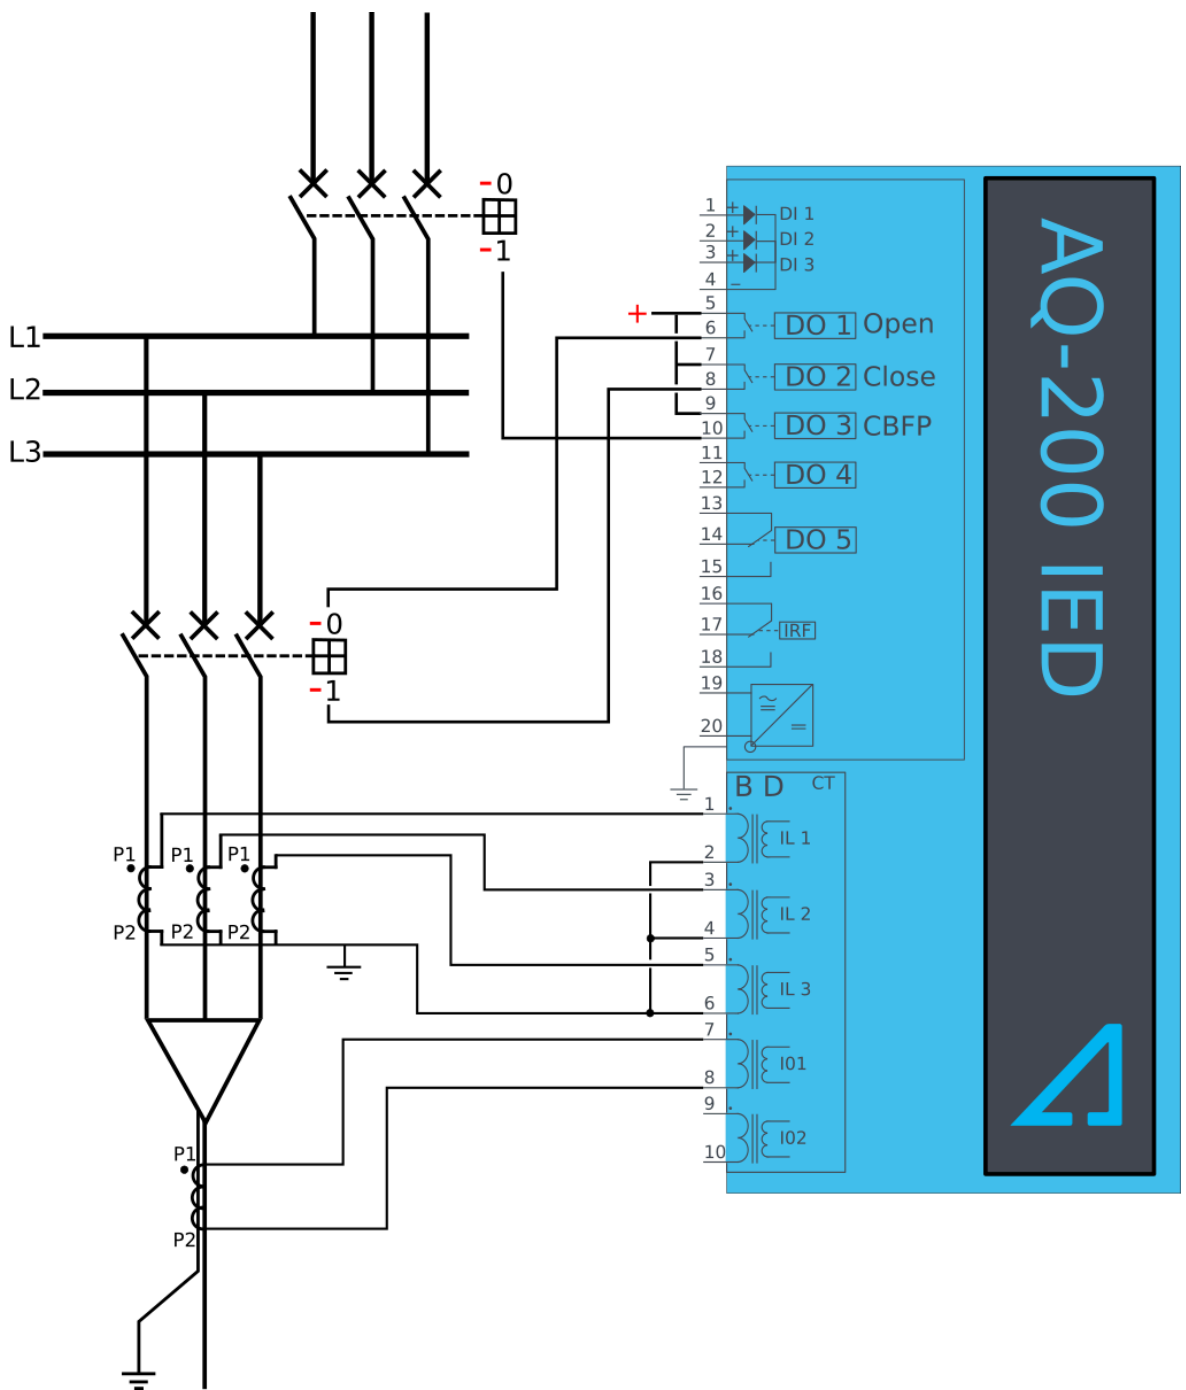 -0
-1
L1
L2
L3
-0
-1
P1 P1 P1
P2 P2 P2
P1
P2
+
1 + DI 1
2 + DI 2
3 + DI 3
4 −
5
6 DO 1 Open
7
8 DO 2 Close
9
10 DO 3 CBFP
11
12 DO 4
13
14 DO 5
15
16
17 IRF
18
19
20
B D CT
1
IL 1
2
3
IL 2
4
5
IL 3
6
7
I01
8
9
I02
10
AQ-200 IED